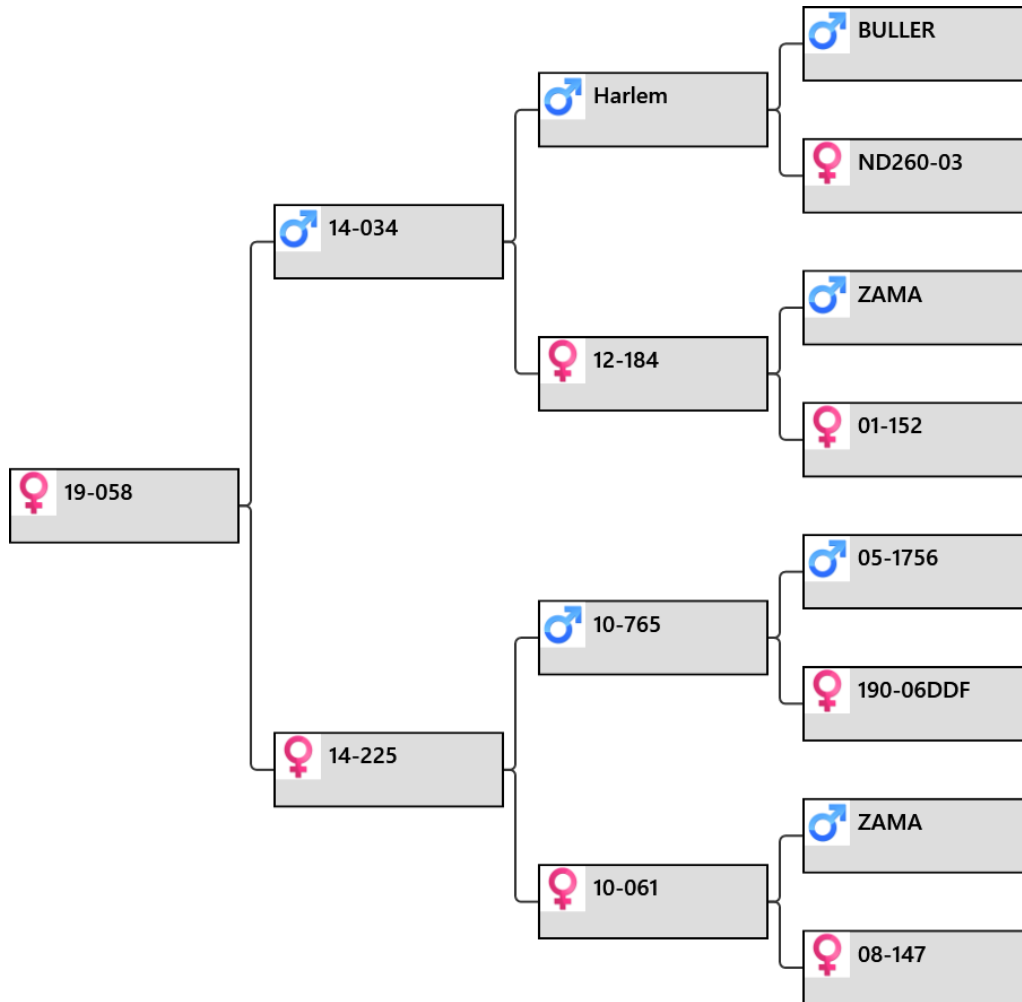 BULLER
Harlem
ND260-03
14-034
ZAMA
12-184
01-152
19-058
05-1756
10-765
190-06DDF
14-225
ZAMA
10-061
08-147